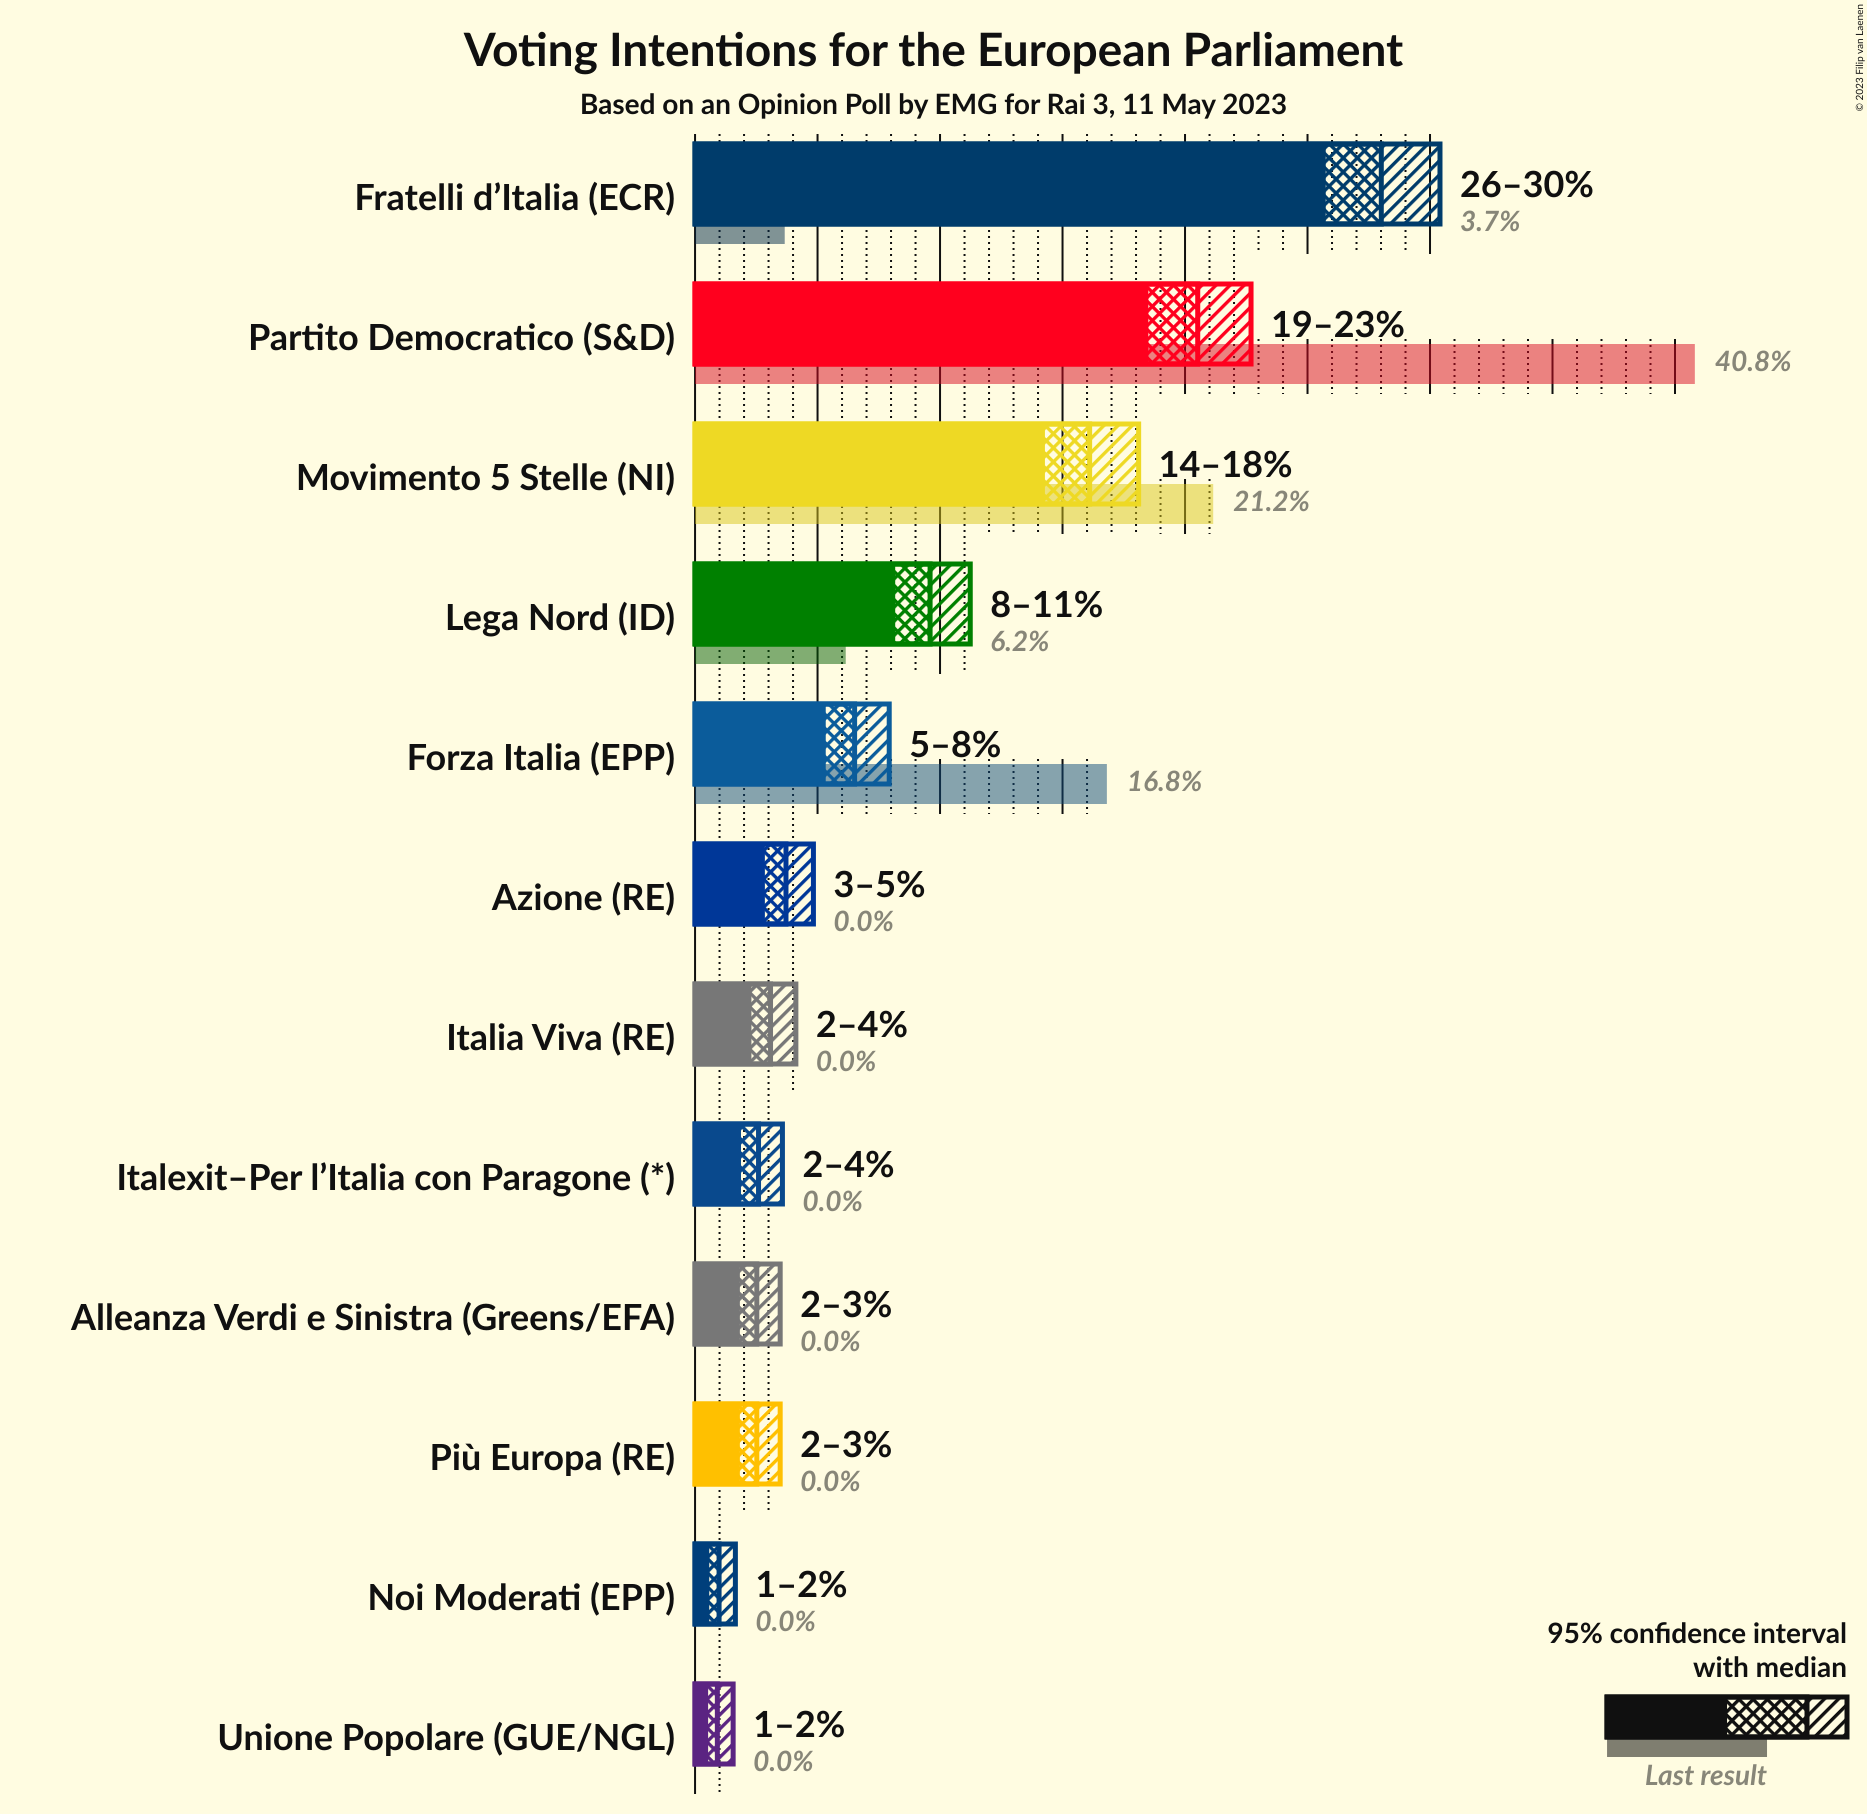 Voting Intentions for the European Parliament
Based on an Opinion Poll by EMG for Rai 3, 11 May 2023
© 2023 Filip van Laenen
Fratelli d’Italia (ECR)
26–30%
3.7%
Partito Democratico (S&D)
19–23%
40.8%
Movimento 5 Stelle (NI)
14–18%
21.2%
Lega Nord (ID)
8–11%
6.2%
Forza Italia (EPP)
5–8%
16.8%
Azione (RE)
3–5%
0.0%
Italia Viva (RE)
2–4%
0.0%
Italexit–Per l’Italia con Paragone (*)
2–4%
0.0%
Alleanza Verdi e Sinistra (Greens/EFA)
2–3%
0.0%
Più Europa (RE)
2–3%
0.0%
Noi Moderati (EPP)
1–2%
0.0%
Unione Popolare (GUE/NGL)
1–2%
0.0%
95% confidence interval
with median
Last result